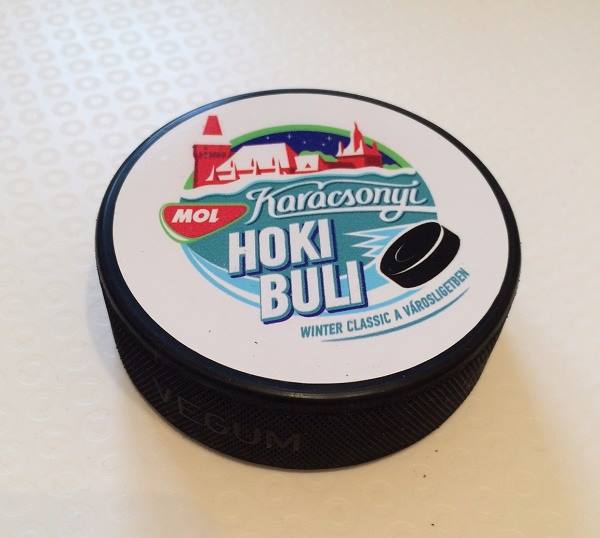 Karácsonyi
MOL
HOKI
BULI
WINTER CLASSIC A VÁROSLIGETBEN
VEGUM